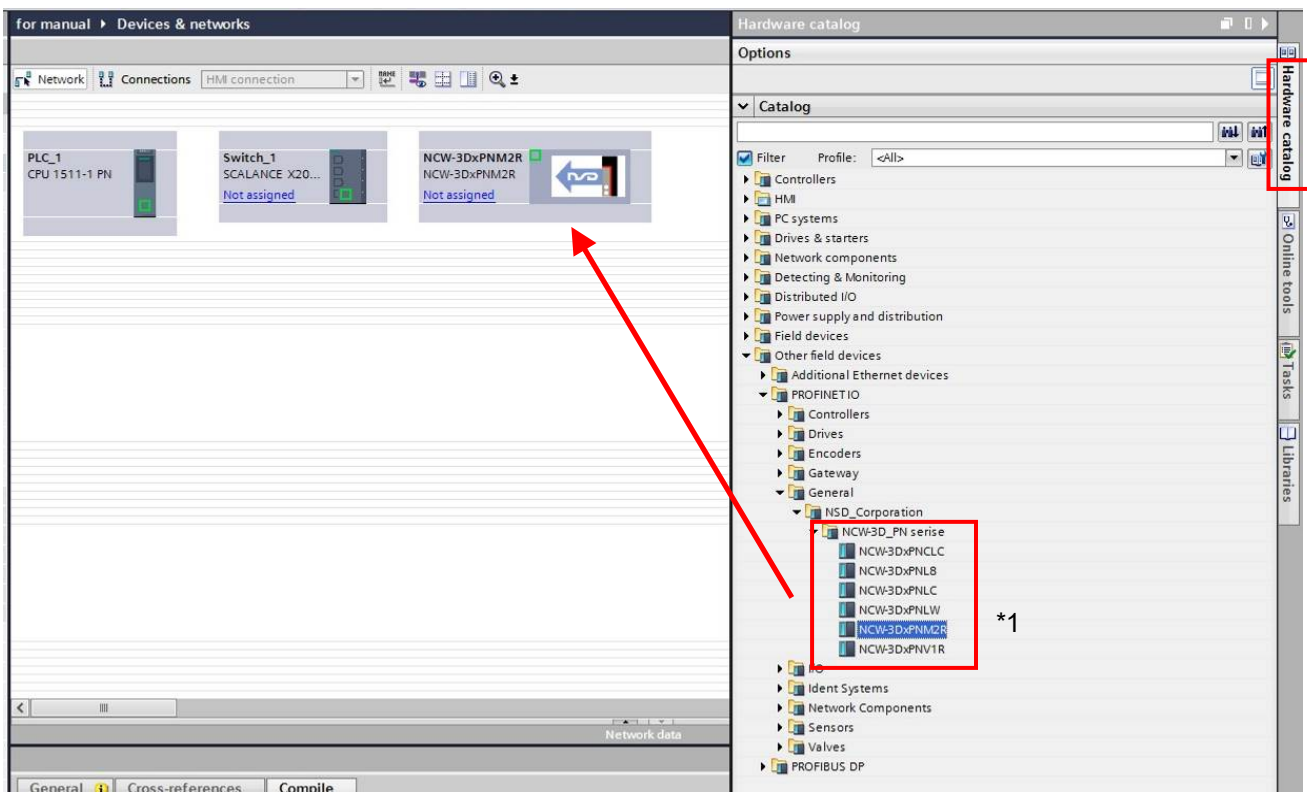 for manual ▸ Devices & networks
Network Connections HMI connection
PLC_1
CPU 1511-1 PN
Switch_1
SCALANCE X20...
Not assigned
NCW-3DxPNM2R
NCW-3DxPNM2R
Not assigned
Network data
General Cross-references Compile
Hardware catalog
Options
Catalog
Filter Profile: <All>
Controllers
HMI
PC systems
Drives & starters
Network components
Detecting & Monitoring
Distributed I/O
Power supply and distribution
Field devices
Other field devices
Additional Ethernet devices
PROFINET IO
Controllers
Drives
Encoders
Gateway
General
NSD_Corporation
NCW-3D_PN serise
NCW-3DxPNCLC
NCW-3DxPNL8
NCW-3DxPNLC
NCW-3DxPNLW
NCW-3DxPNM2R
NCW-3DxPNV1R
*1
I/O
Ident Systems
Network Components
Sensors
Valves
PROFIBUS DP
Hardware catalog
Online tools
Tasks
Libraries